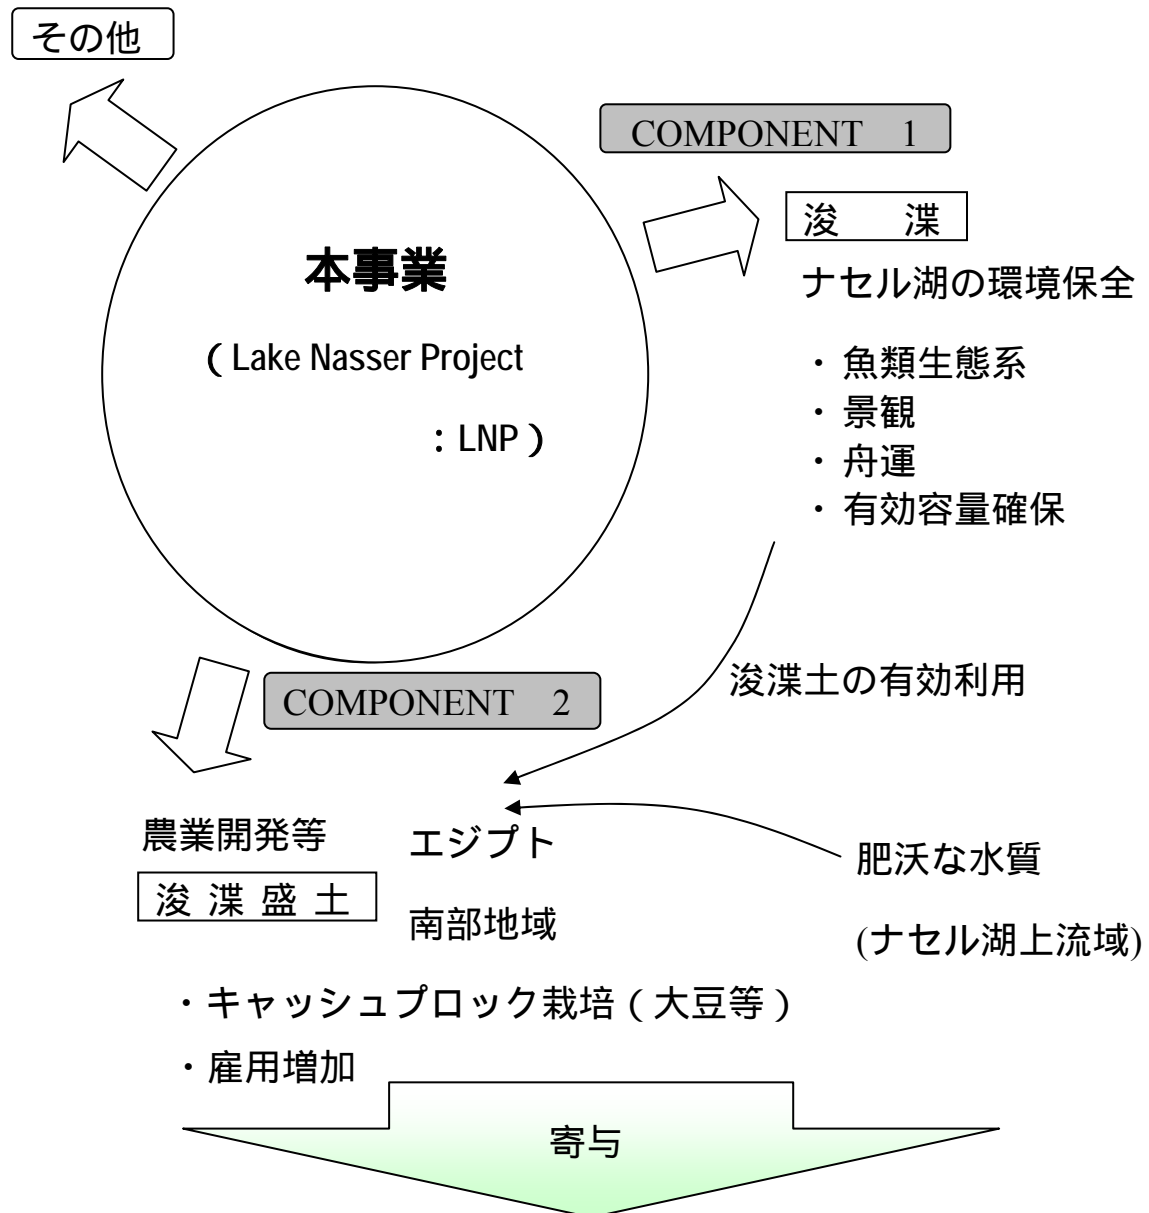 その他
COMPONENT 1
浚 渫
本事業
ナセル湖の環境保全
（Lake Nasser Project
：LNP）
・魚類生態系
・景観
・舟運
・有効容量確保
浚渫土の有効利用
COMPONENT 2
農業開発等
浚 渫 盛 土
エジプト
南部地域
肥沃な水質
(ナセル湖上流域)
・キャッシュプロック栽培（大豆等）
・雇用増加
寄与